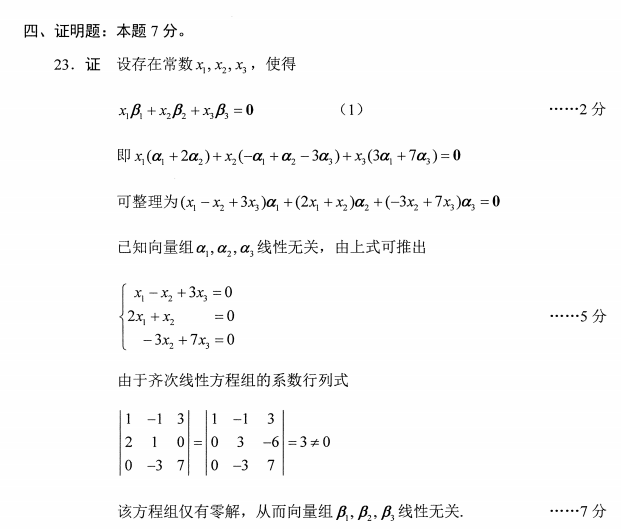 四、证明题：本题 7 分。
23．证 设存在常数 x₁, x₂, x₃，使得
x₁β₁ + x₂β₂ + x₃β₃ = 0 （1） ……2 分
即 x₁(α₁ + 2α₂) + x₂(−α₁ + α₂ − 3α₃) + x₃(3α₁ + 7α₃) = 0
可整理为 (x₁ − x₂ + 3x₃)α₁ + (2x₁ + x₂)α₂ + (−3x₂ + 7x₃)α₃ = 0
已知向量组 α₁, α₂, α₃ 线性无关，由上式可推出
x₁ − x₂ + 3x₃ = 0
2x₁ + x₂ = 0 ……5 分
− 3x₂ + 7x₃ = 0
由于齐次线性方程组的系数行列式
|1 −1 3| |1 −1 3|
|2 1 0| = |0 3 −6| = 3 ≠ 0
|0 −3 7| |0 −3 7|
该方程组仅有零解，从而向量组 β₁, β₂, β₃ 线性无关. ……7 分